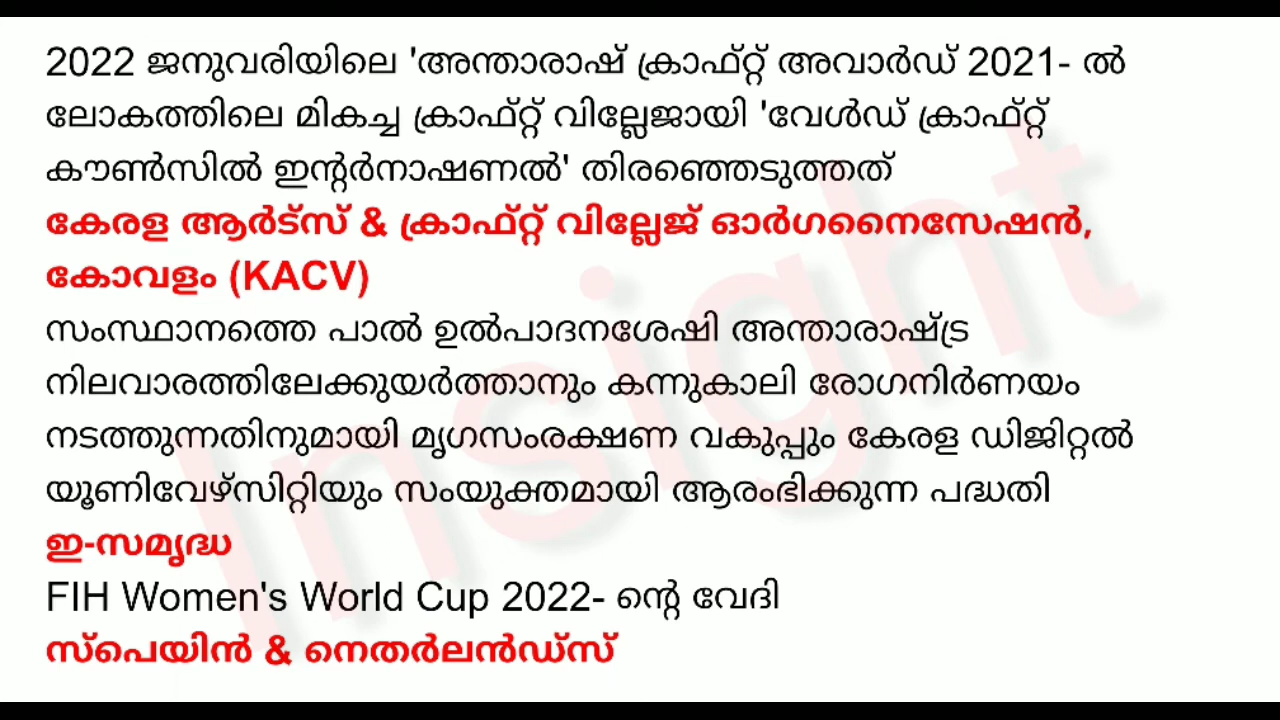 2022 ജനുവരിയിലെ 'അന്താരാഷ് ക്രാഫ്റ്റ് അവാർഡ് 2021- ൽ
ലോകത്തിലെ മികച്ച ക്രാഫ്റ്റ് വില്ലേജായി 'വേൾഡ് ക്രാഫ്റ്റ്
കൗൺസിൽ ഇന്റർനാഷണൽ' തിരഞ്ഞെടുത്തത്
കേരള ആർട്സ് & ക്രാഫ്റ്റ് വില്ലേജ് ഓർഗനൈസേഷൻ,
കോവളം (KACV)
സംസ്ഥാനത്തെ പാൽ ഉൽപാദനശേഷി അന്താരാഷ്ട്ര
നിലവാരത്തിലേക്കുയർത്താനും കന്നുകാലി രോഗനിർണയം
നടത്തുന്നതിനുമായി മൃഗസംരക്ഷണ വകുപ്പും കേരള ഡിജിറ്റൽ
യൂണിവേഴ്സിറ്റിയും സംയുക്തമായി ആരംഭിക്കുന്ന പദ്ധതി
ഇ-സമൃദ്ധ
FIH Women's World Cup 2022- ന്റെ വേദി
സ്പെയിൻ & നെതർലൻഡ്സ്
Insight